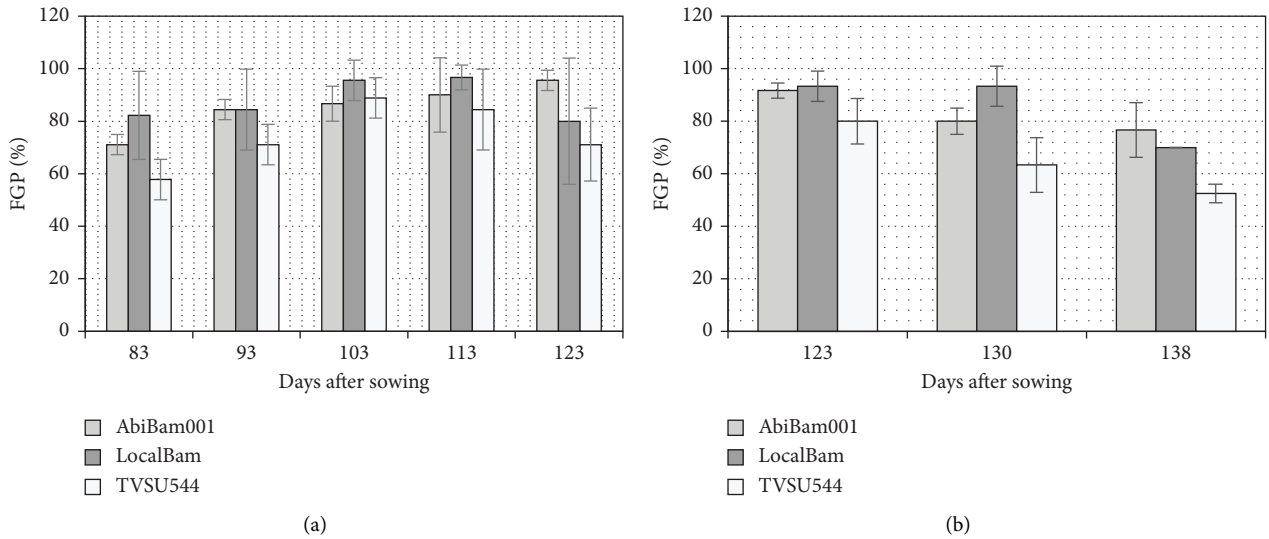 120
100
80
60
40
20
0
FGP (%)
83 93 103 113 123
Days after sowing
AbiBam001
LocalBam
TVSU544
(a)
120
100
80
60
40
20
0
FGP (%)
123 130 138
Days after sowing
AbiBam001
LocalBam
TVSU544
(b)